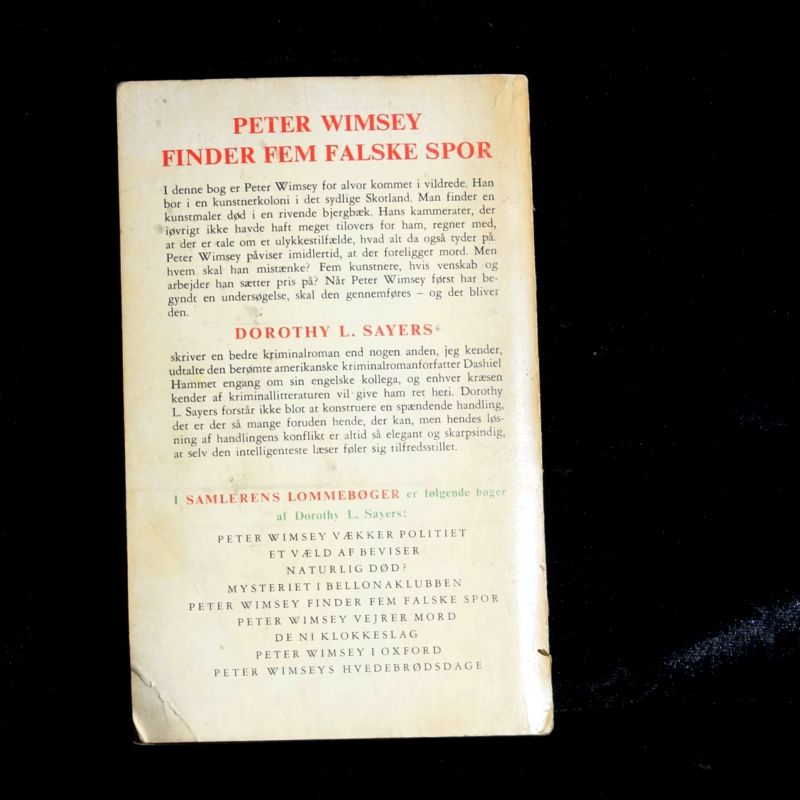 PETER WIMSEY
FINDER FEM FALSKE SPOR
I denne bog er Peter Wimsey for alvor kommet i vildrede. Han
bor i en kunstnerkoloni i det sydlige Skotland. Man finder en
kunstmaler død i en rivende bjergbæk. Hans kammerater, der
iøvrigt ikke havde haft meget tilovers for ham, regner med,
at der er tale om et ulykkestilfælde, hvad alt da også tyder på.
Peter Wimsey påviser imidlertid, at der foreligger mord. Men
hvem skal han mistænke? Fem kunstnere, hvis venskab og
arbejder han sætter pris på? Når Peter Wimsey først har be-
gyndt en undersøgelse, skal den gennemføres – og det bliver
den.
DOROTHY L. SAYERS
skriver en bedre kriminalroman end nogen anden, jeg kender,
udtalte den berømte amerikanske kriminalromanforfatter Dashiel
Hammet engang om sin engelske kollega, og enhver kræsen
kender af kriminallitteraturen vil give ham ret heri. Dorothy
L. Sayers forstår ikke blot at konstruere en spændende handling,
det er der så mange foruden hende, der kan, men hendes løs-
ning af handlingens konflikt er altid så elegant og skarpsindig,
at selv den intelligenteste læser føler sig tilfredsstillet.
I SAMLERENS LOMMEBØGER er følgende bøger
af Dorothy L. Sayers:
PETER WIMSEY VÆKKER POLITIET
ET VÆLD AF BEVISER
NATURLIG DØD?
MYSTERIET I BELLONAKLUBBEN
PETER WIMSEY FINDER FEM FALSKE SPOR
PETER WIMSEY VEJRER MORD
DE NI KLOKKESLAG
PETER WIMSEY I OXFORD
PETER WIMSEYS HVEDEBRØDSDAGE